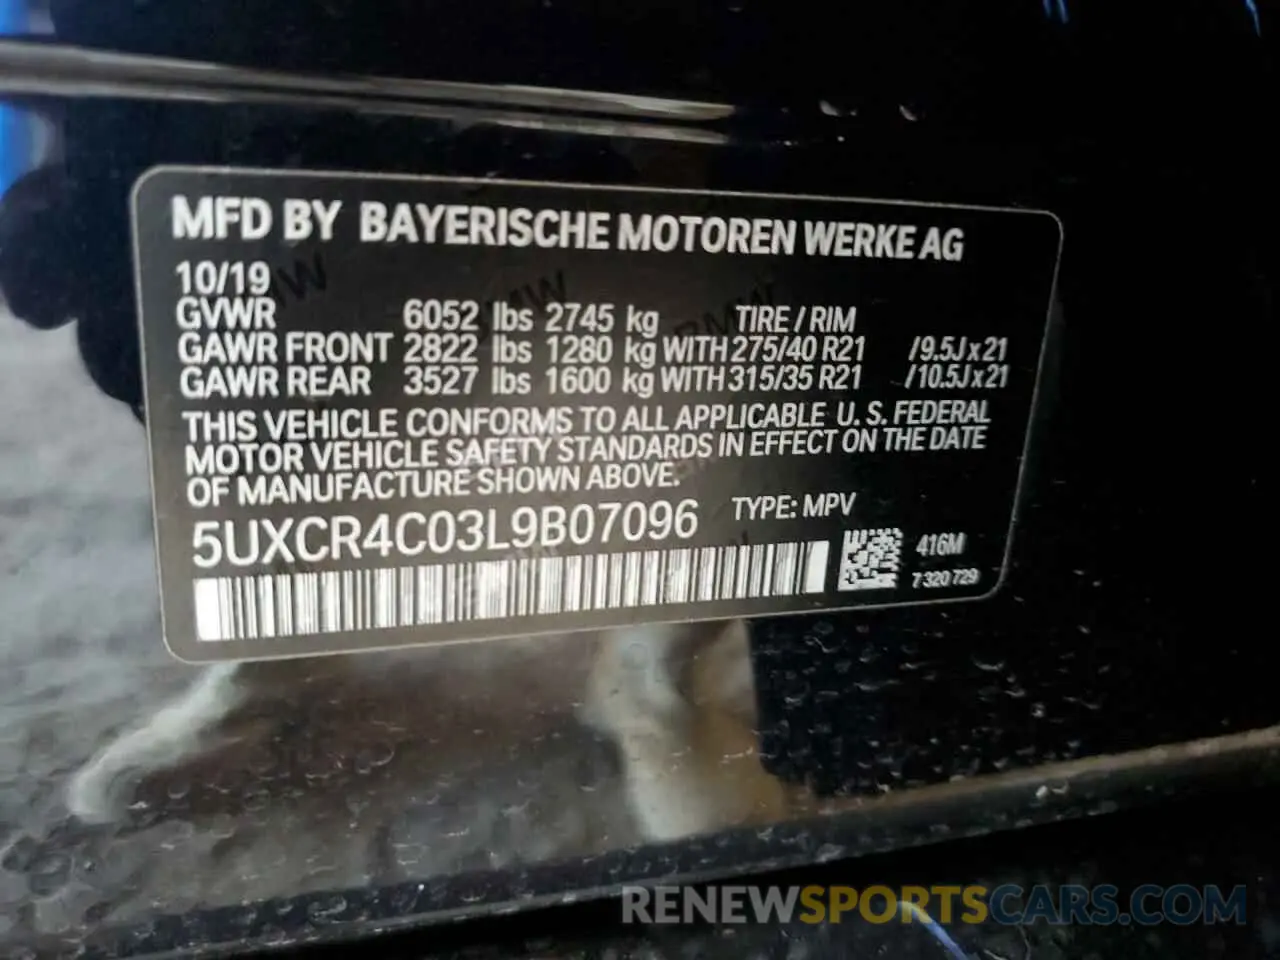 MFD BY BAYERISCHE MOTOREN WERKE AG
10/19
GVWR 6052 lbs 2745 kg TIRE / RIM
GAWR FRONT 2822 lbs 1280 kg WITH 275/40 R21 /9.5J x 21
GAWR REAR 3527 lbs 1600 kg WITH 315/35 R21 /10.5J x 21
THIS VEHICLE CONFORMS TO ALL APPLICABLE U. S. FEDERAL
MOTOR VEHICLE SAFETY STANDARDS IN EFFECT ON THE DATE
OF MANUFACTURE SHOWN ABOVE.
5UXCR4C03L9B07096 TYPE: MPV
416M
7 320 729
RENEWSPORTSCARS.COM